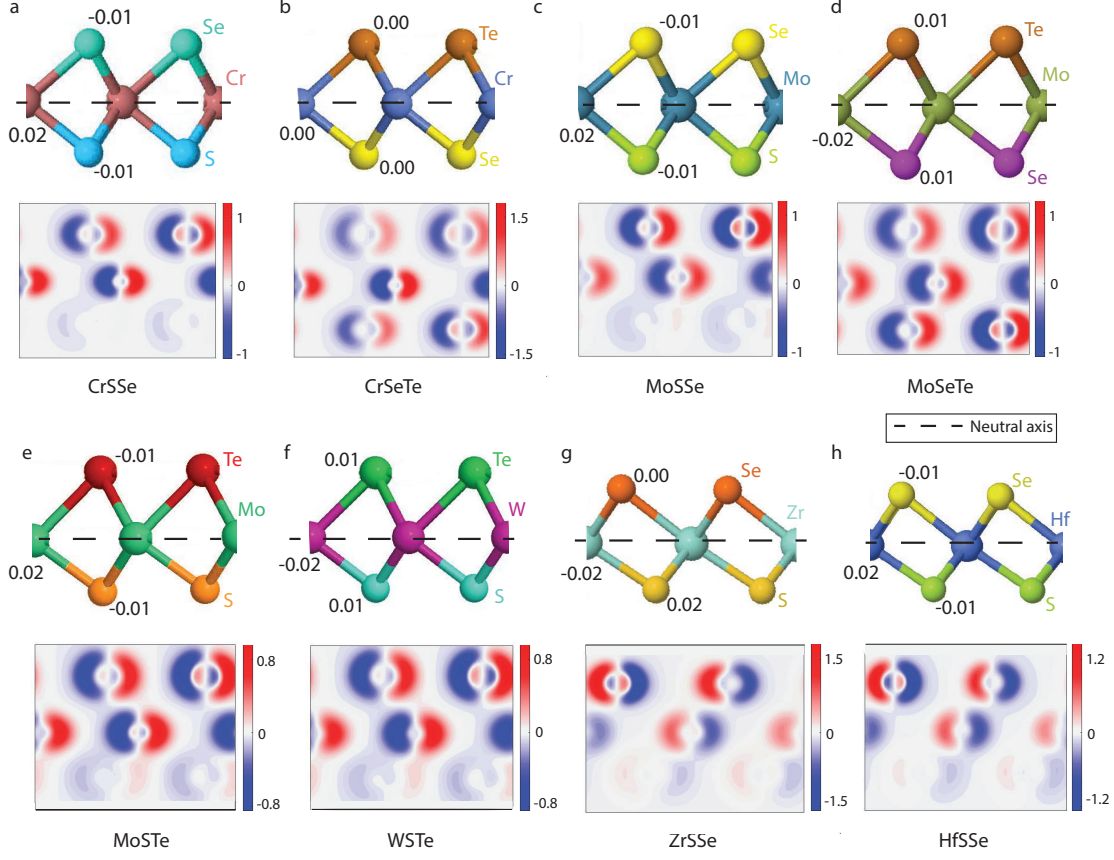 a
-0.01
Se
Cr
0.02
S
-0.01
b
0.00
Te
Cr
0.00
0.00
Se
c
-0.01
Se
Mo
0.02
-0.01
S
d
0.01
Te
Mo
-0.02
0.01
Se
1
0
-1
1.5
0
-1.5
1
0
-1
1
0
-1
CrSSe
CrSeTe
MoSSe
MoSeTe
Neutral axis
e
-0.01
Te
Mo
0.02
-0.01
S
f
0.01
Te
W
-0.02
0.01
S
g
0.00
Se
Zr
-0.02
0.02
S
h
-0.01
Se
Hf
0.02
-0.01
S
0.8
0
-0.8
0.8
0
-0.8
1.5
0
-1.5
1.2
0
-1.2
MoSTe
WSTe
ZrSSe
HfSSe